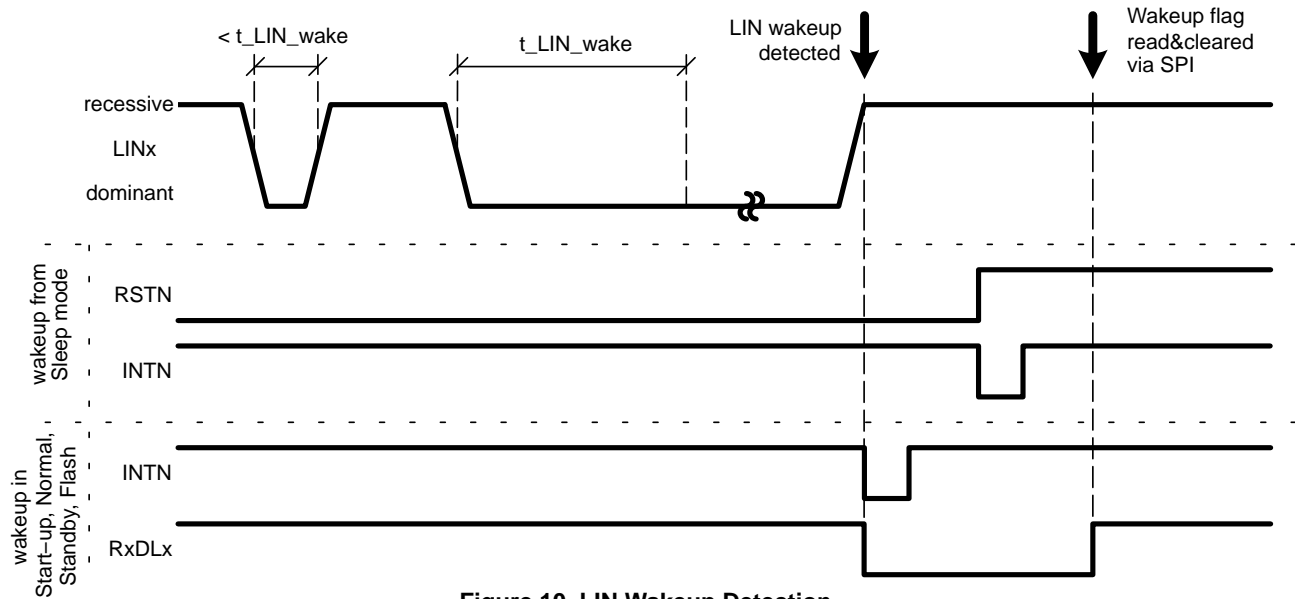 < t_LIN_wake
t_LIN_wake
LIN wakeup
detected
Wakeup flag
read&cleared
via SPI
recessive
LINx
dominant
wakeup from
Sleep mode
RSTN
INTN
wakeup in
Start−up, Normal,
Standby, Flash
INTN
RxDLx
Figure 10. LIN Wakeup Detection